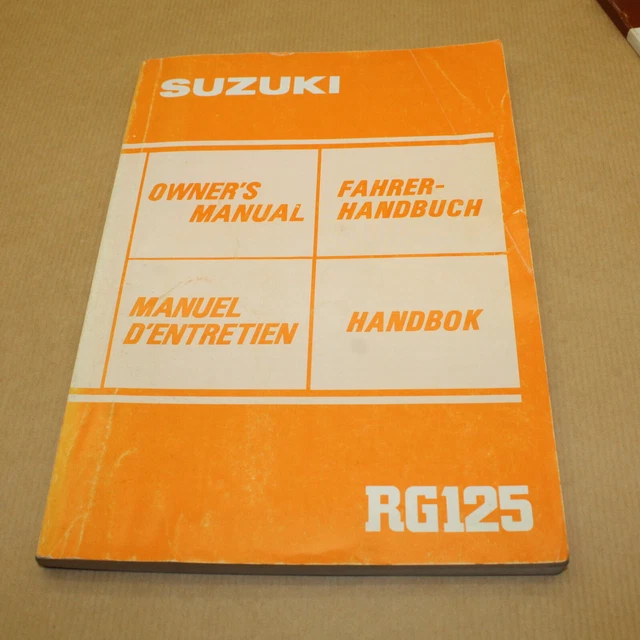 SUZUKI
OWNER'S
MANUAL
FAHRER-
HANDBUCH
MANUEL
D'ENTRETIEN
HANDBOK
RG125